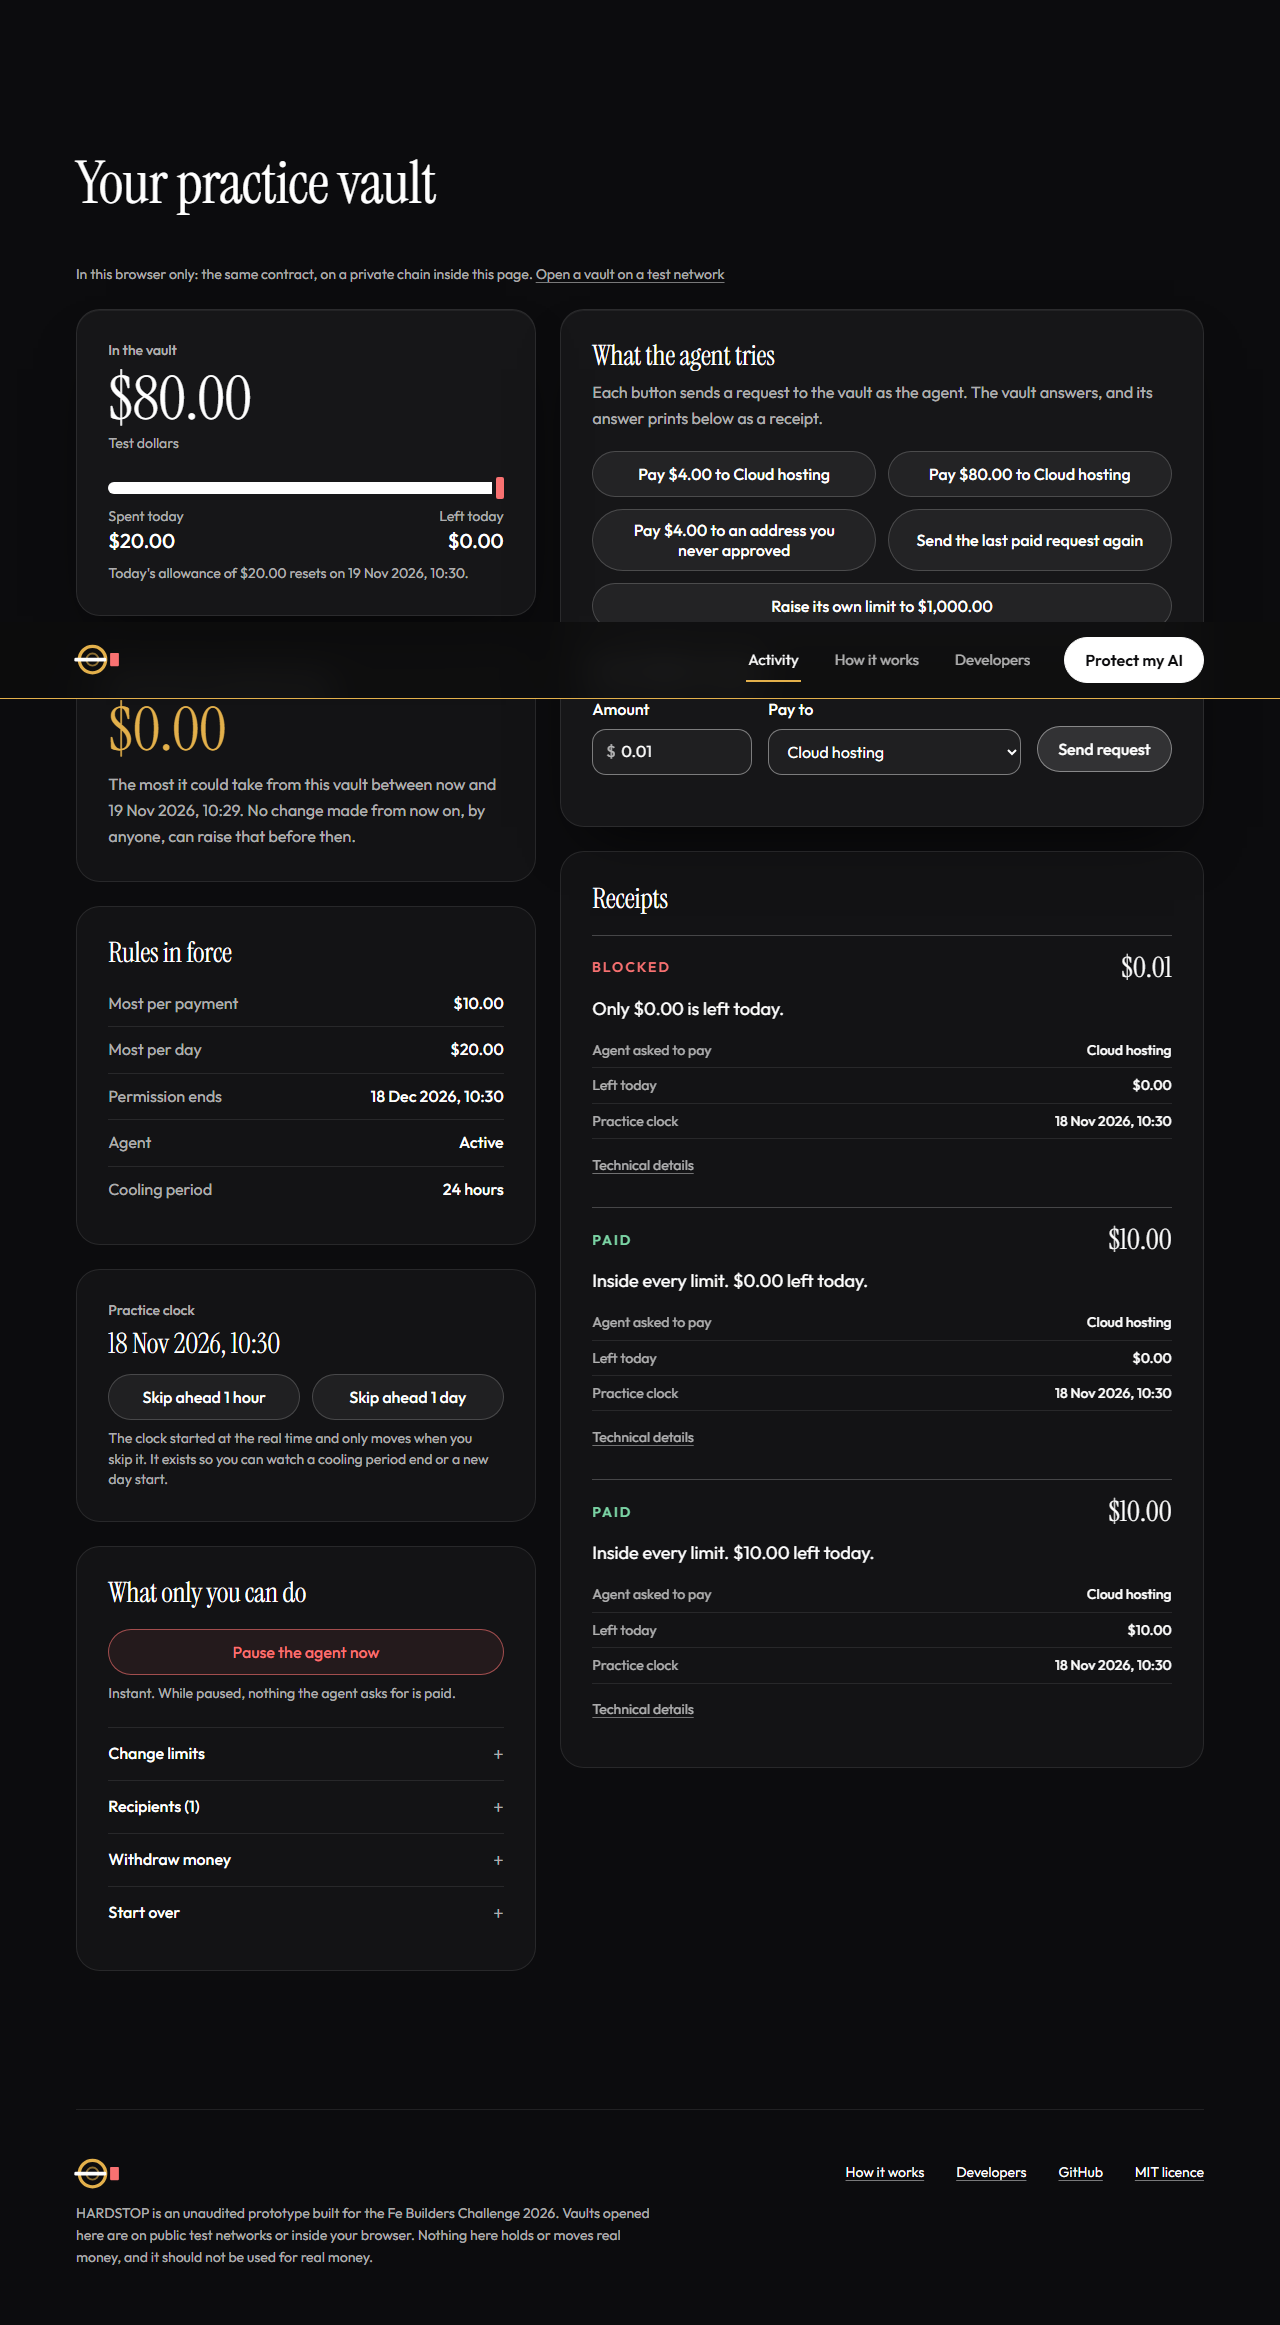 Your practice vault
In this browser only: the same contract, on a private chain inside this page. Open a vault on a test network
In the vault
$80.00
Test dollars
Spent today
Left today
$20.00
$0.00
Today's allowance of $20.00 resets on 19 Nov 2026, 10:30.
What the agent tries
Each button sends a request to the vault as the agent. The vault answers, and its
answer prints below as a receipt.
Pay $4.00 to Cloud hosting
Pay $80.00 to Cloud hosting
Pay $4.00 to an address you
never approved
Send the last paid request again
Raise its own limit to $1,000.00
Activity
How it works
Developers
Protect my AI
$0.00
The most it could take from this vault between now and
19 Nov 2026, 10:29. No change made from now on, by
anyone, can raise that before then.
Amount
Pay to
$ 0.01
Cloud hosting
Send request
Rules in force
Most per payment
$10.00
Most per day
$20.00
Permission ends
18 Dec 2026, 10:30
Agent
Active
Cooling period
24 hours
Practice clock
18 Nov 2026, 10:30
Skip ahead 1 hour
Skip ahead 1 day
The clock started at the real time and only moves when you
skip it. It exists so you can watch a cooling period end or a new
day start.
What only you can do
Pause the agent now
Instant. While paused, nothing the agent asks for is paid.
Change limits +
Recipients (1) +
Withdraw money +
Start over +
Receipts
BLOCKED
$0.01
Only $0.00 is left today.
Agent asked to pay
Cloud hosting
Left today
$0.00
Practice clock
18 Nov 2026, 10:30
Technical details
PAID
$10.00
Inside every limit. $0.00 left today.
Agent asked to pay
Cloud hosting
Left today
$0.00
Practice clock
18 Nov 2026, 10:30
Technical details
PAID
$10.00
Inside every limit. $10.00 left today.
Agent asked to pay
Cloud hosting
Left today
$10.00
Practice clock
18 Nov 2026, 10:30
Technical details
How it works
Developers
GitHub
MIT licence
HARDSTOP is an unaudited prototype built for the Fe Builders Challenge 2026. Vaults opened
here are on public test networks or inside your browser. Nothing here holds or moves real
money, and it should not be used for real money.